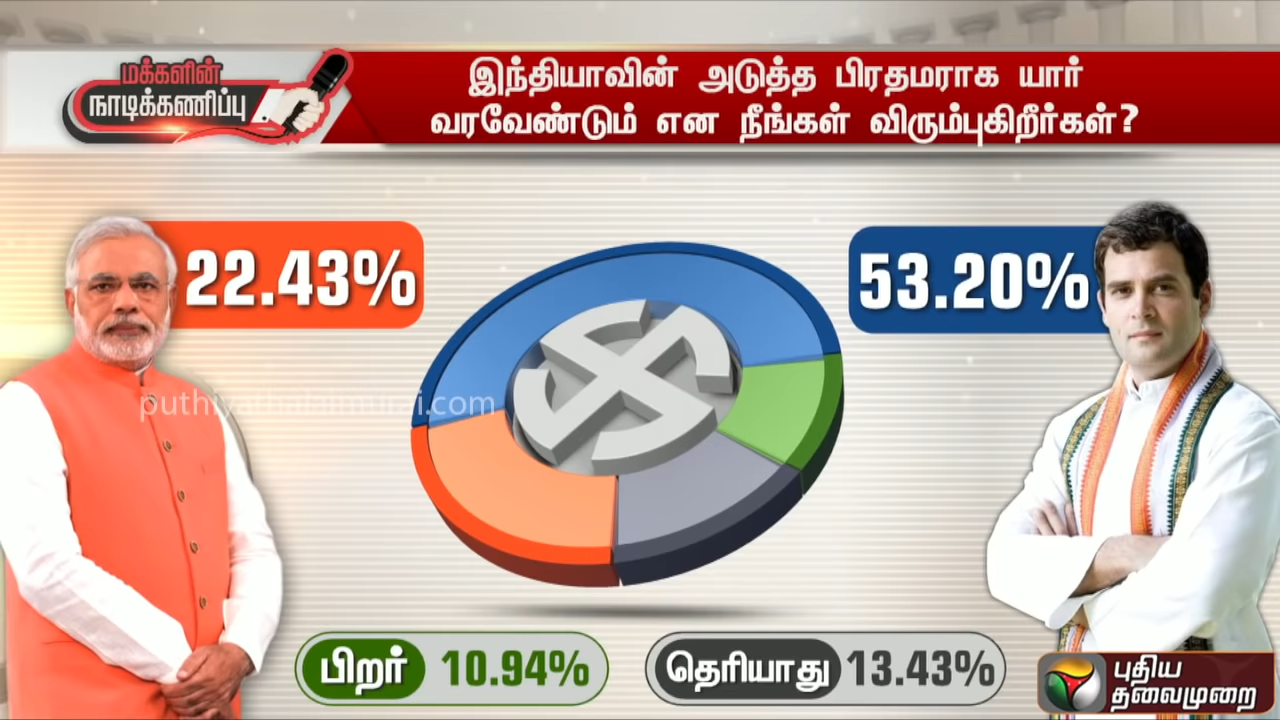 மக்களின்
நாடிக்கணிப்பு
இந்தியாவின் அடுத்த பிரதமராக யார்
வரவேண்டும் என நீங்கள் விரும்புகிறீர்கள்?
22.43%
53.20%
puthiyathalaimurai.com
பிறர் 10.94%
தெரியாது 13.43%
புதிய
தலைமுறை